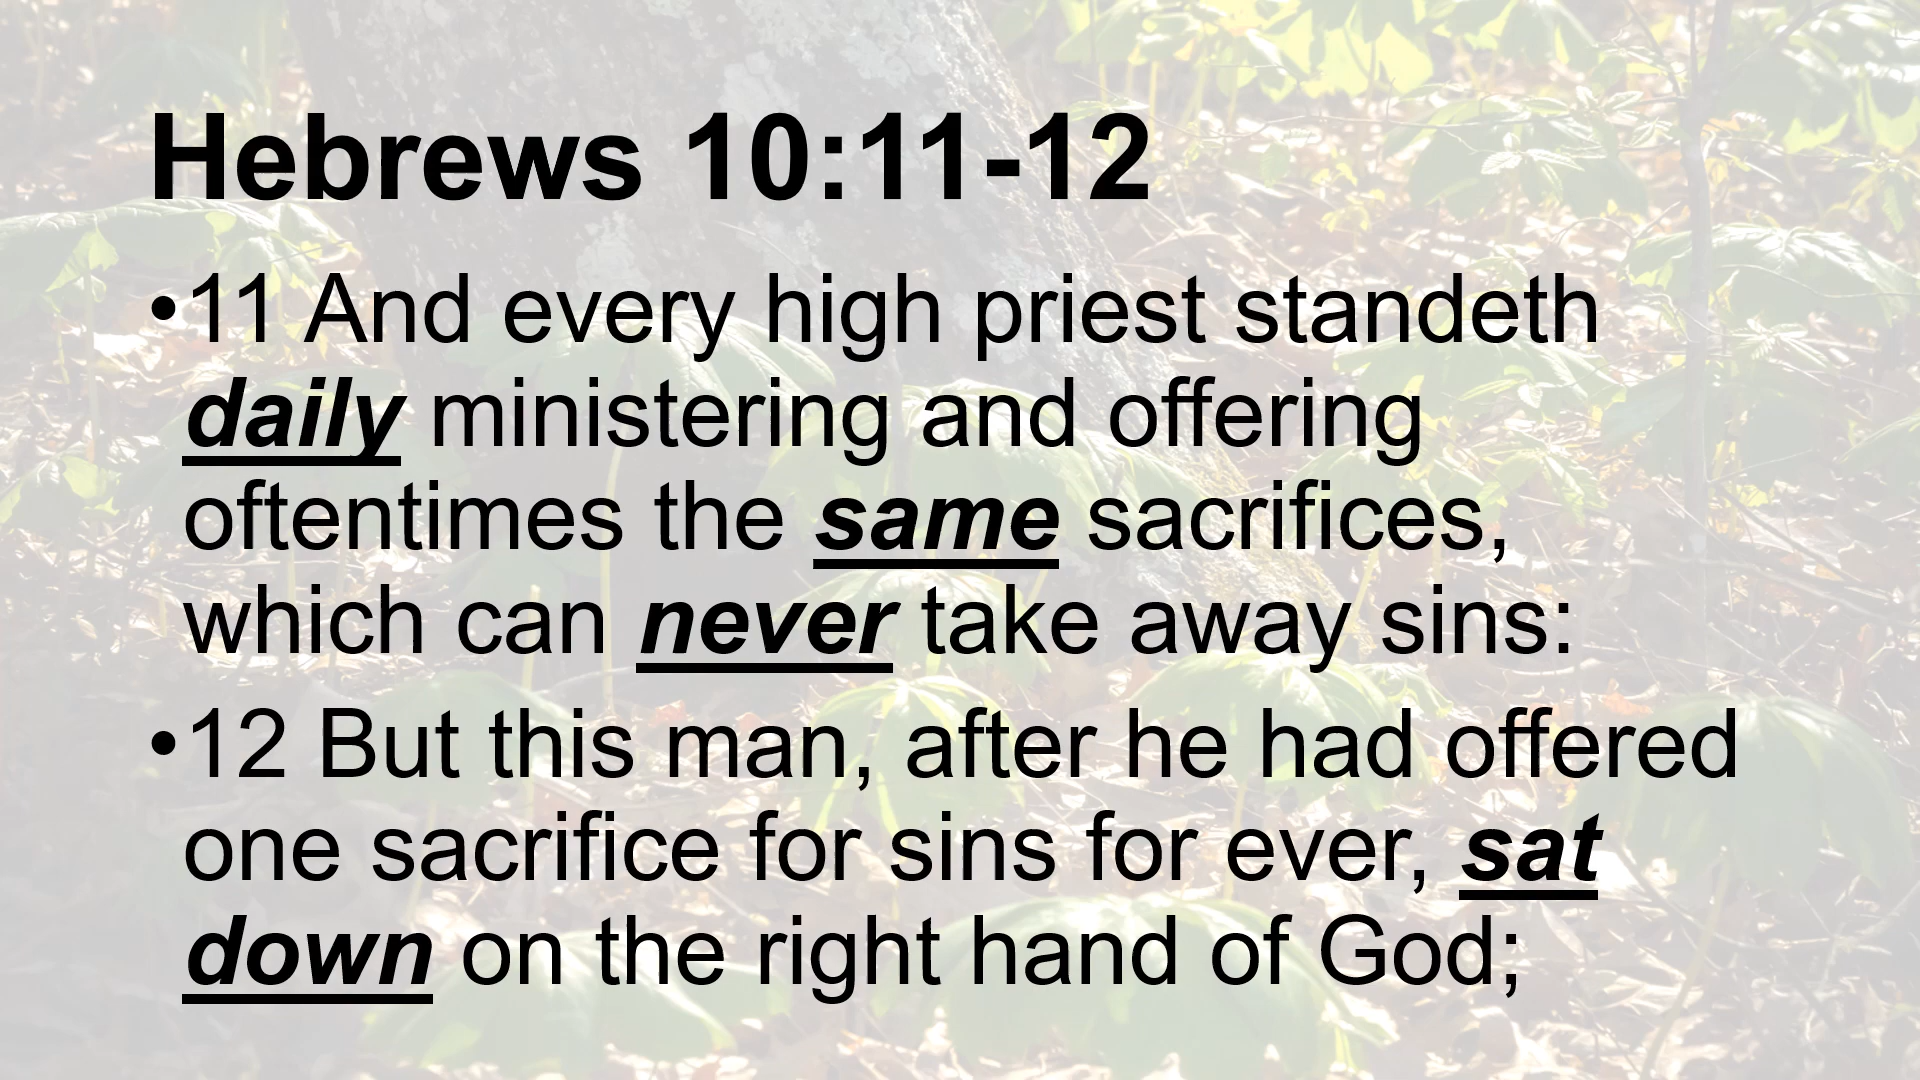 Hebrews 10:11-12
•11 And every high priest standeth
daily ministering and offering
oftentimes the same sacrifices,
which can never take away sins:
•12 But this man, after he had offered
one sacrifice for sins for ever, sat
down on the right hand of God;